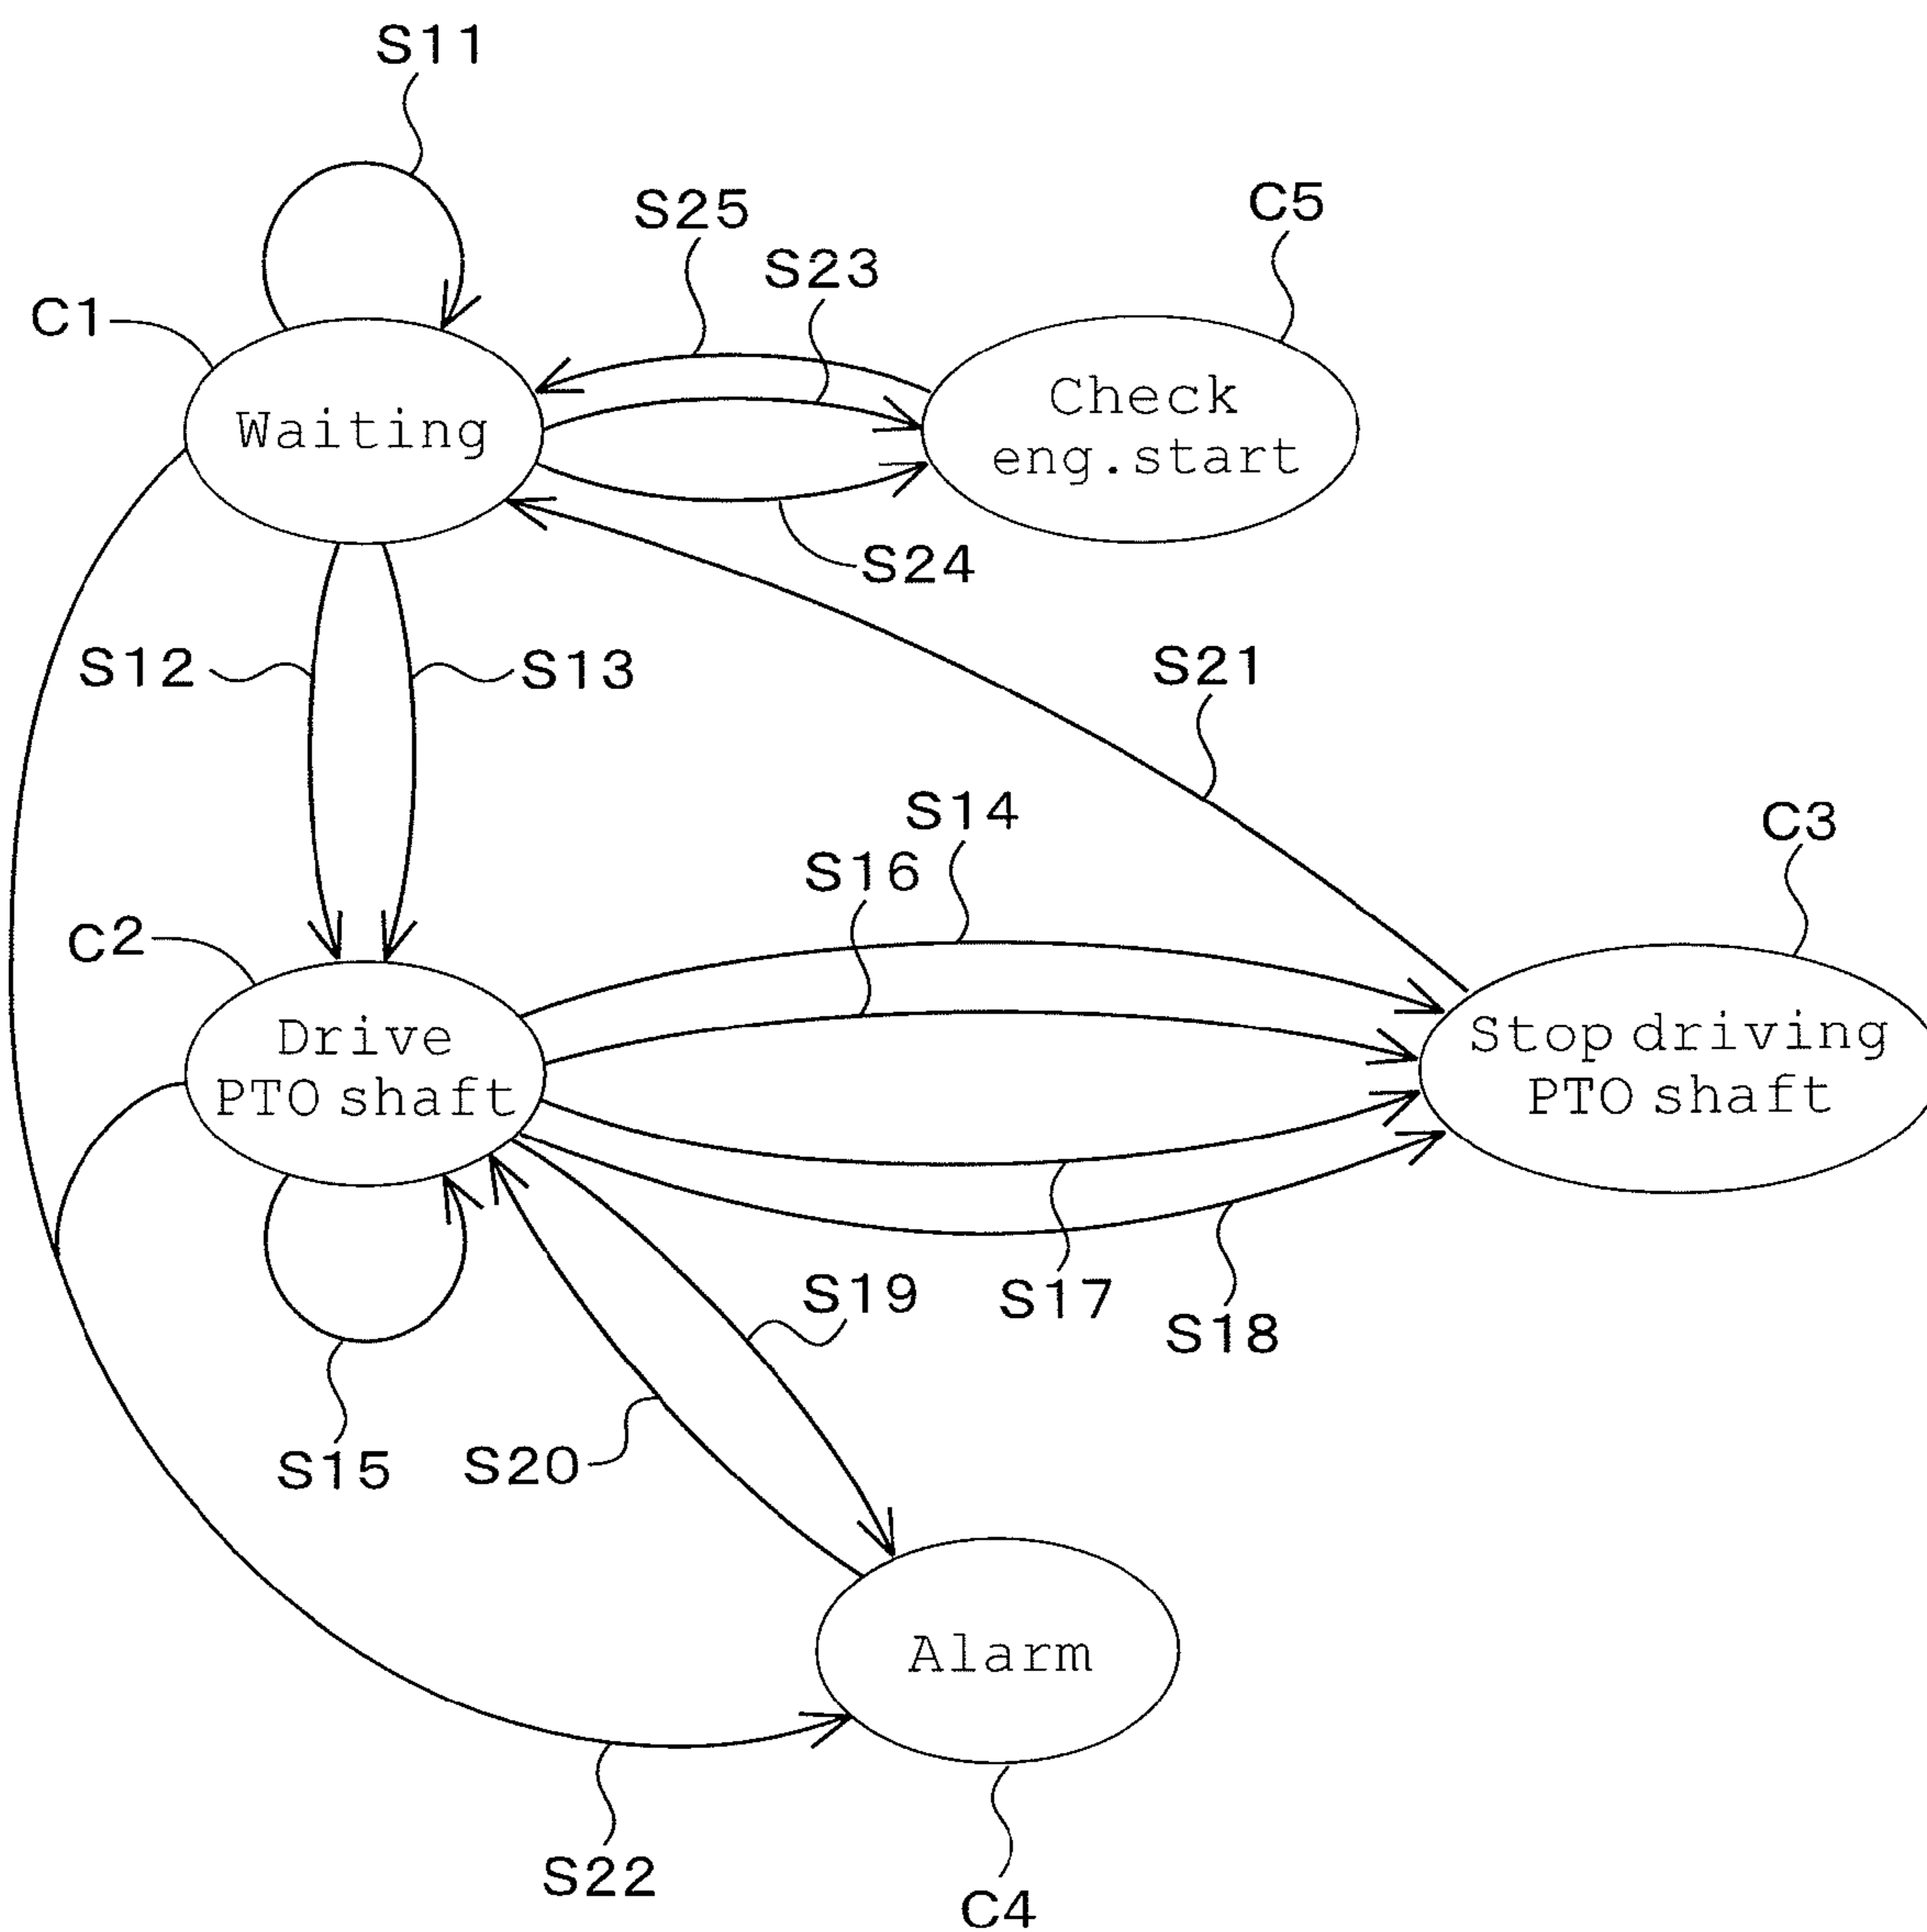 S11
S25
C5
S23
C1
Check
Waiting
eng.start
S24
S12
S13
S21
S14
C3
S16
C2
Drive
PTO shaft
Stop driving
PTO shaft
S19
S17
S18
S15
S20
Alarm
S22
C4